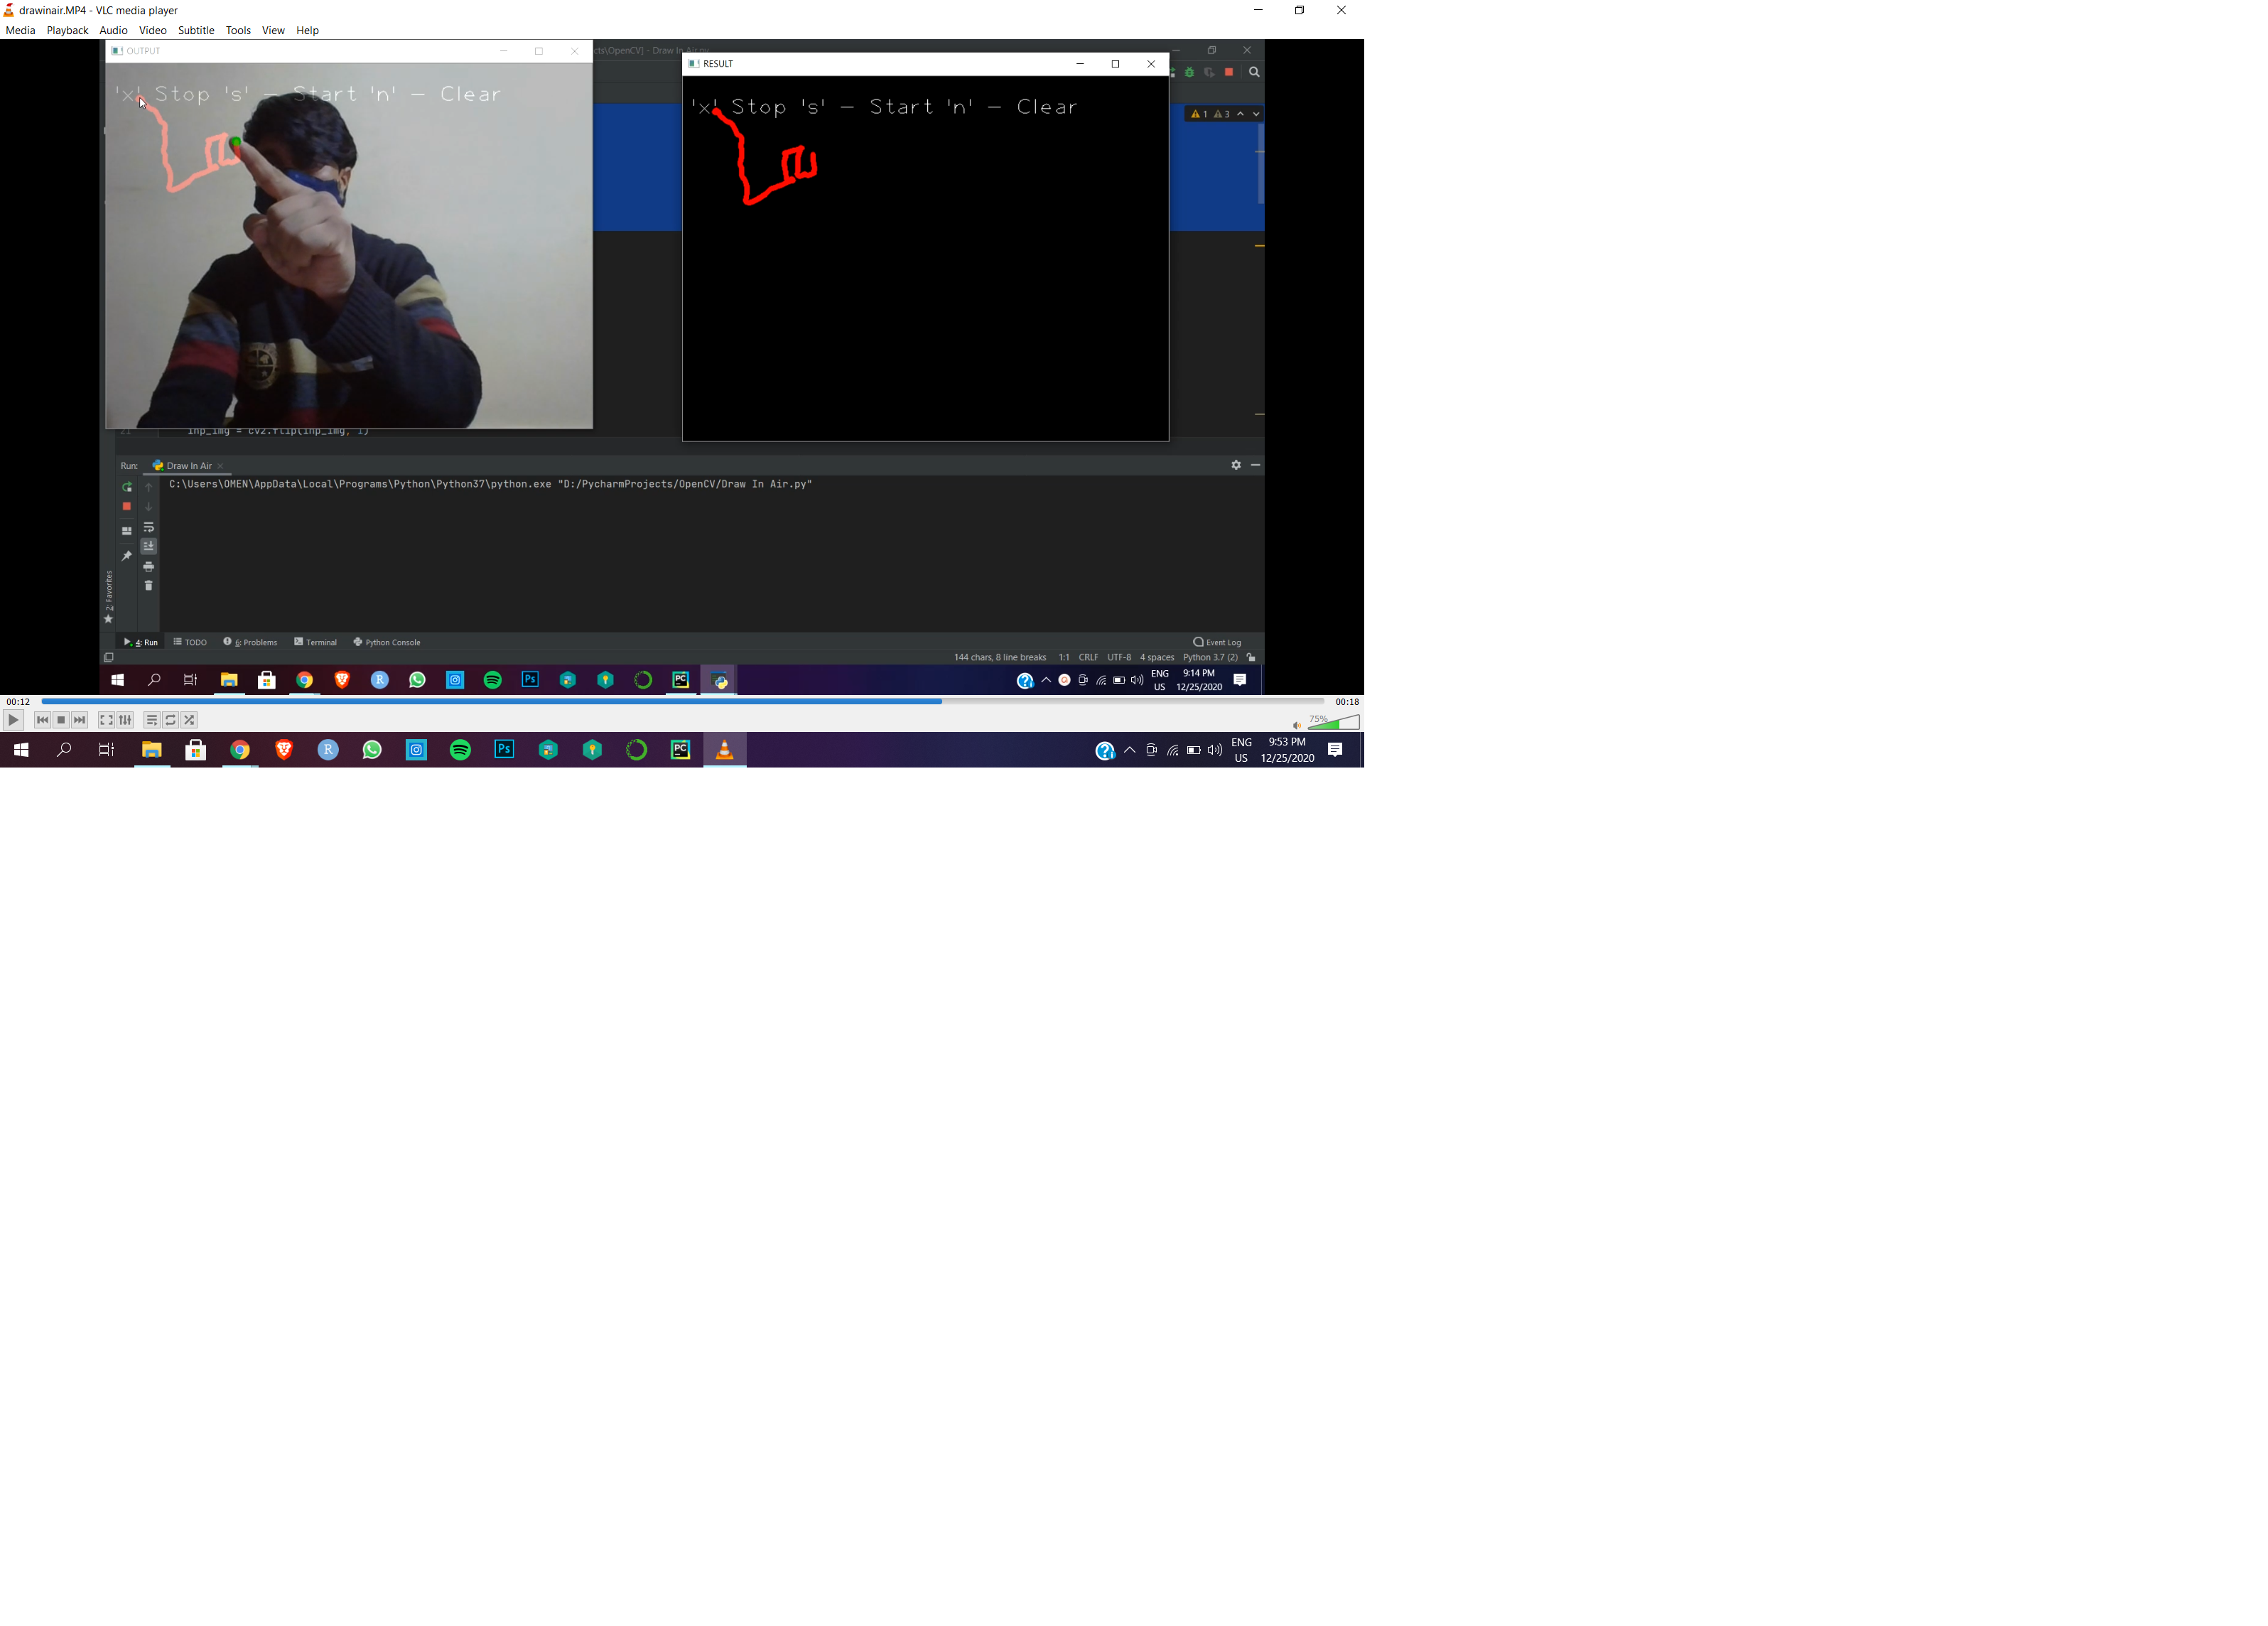 drawinair.MP4 - VLC media player
Media Playback Audio Video Subtitle Tools View Help
OUTPUT
cts\OpenCV] - Draw In Air.py
RESULT
'x' Stop 's' - Start 'n' - Clear
'x' Stop 's' - Start 'n' - Clear
1 3
21 inp_img = cv2.flip(inp_img, 1)
Run: Draw In Air
C:\Users\OMEN\AppData\Local\Programs\Python\Python37\python.exe "D:/PycharmProjects/OpenCV/Draw In Air.py"
2: Favorites
4: Run TODO 6: Problems Terminal Python Console Event Log
144 chars, 8 line breaks 1:1 CRLF UTF-8 4 spaces Python 3.7 (2)
R Ps PC ENG 9:14 PM
US 12/25/2020
00:12 00:18
75%
R Ps PC ENG 9:53 PM
US 12/25/2020